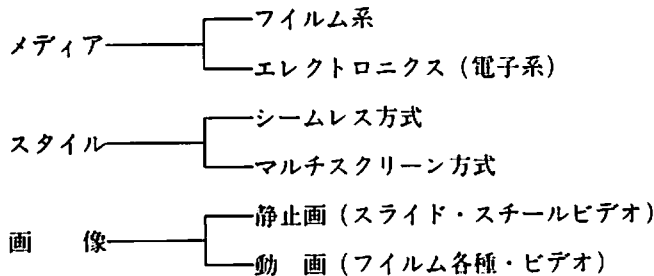 フイルム系
メディア
エレクトロニクス（電子系）
シームレス方式
スタイル
マルチスクリーン方式
静止画（スライド・スチールビデオ）
画　像
動　画（フイルム各種・ビデオ）